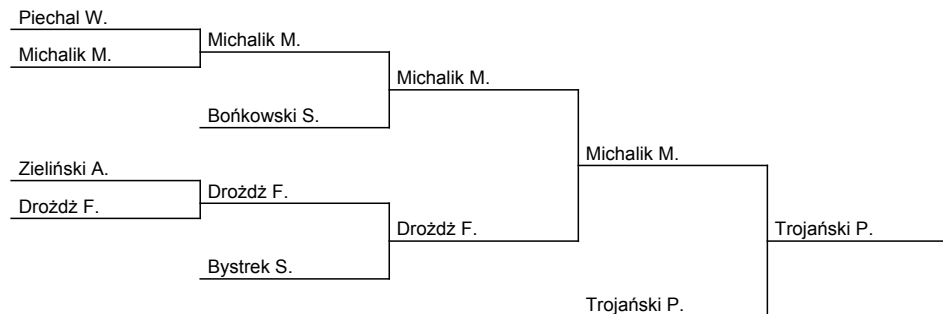 Piechal W.
Michalik M.
Michalik M.
Michalik M.
Bońkowski S.
Michalik M.
Zieliński A.
Drożdż F.
Drożdż F.
Drożdż F.
Trojański P.
Bystrek S.
Trojański P.